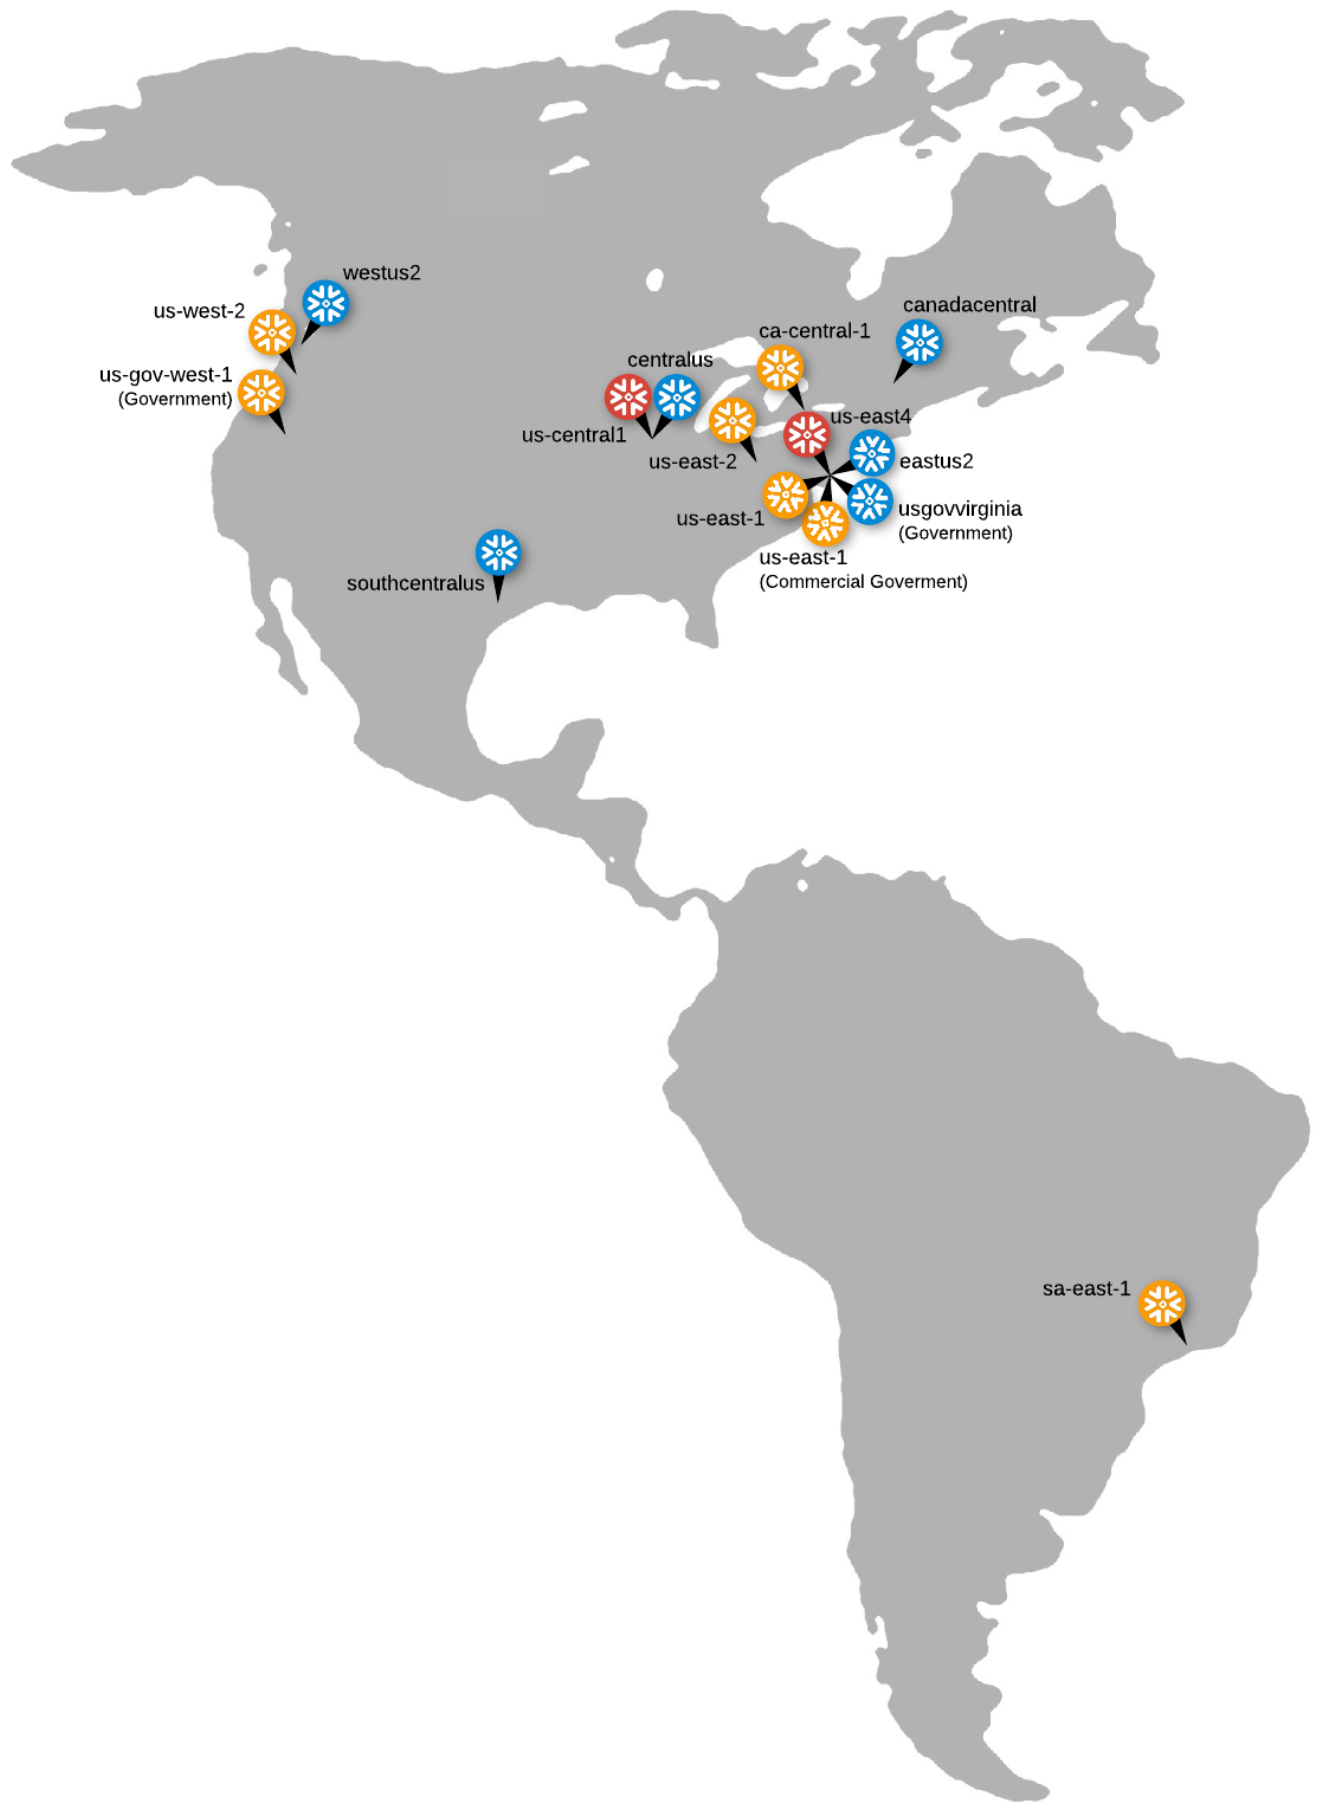 westus2
us-west-2
canadacentral
ca-central-1
centralus
us-gov-west-1
(Government)
us-east4
us-central1
us-east-2
eastus2
usgovvirginia
(Government)
us-east-1
us-east-1
(Commercial Goverment)
southcentralus
sa-east-1